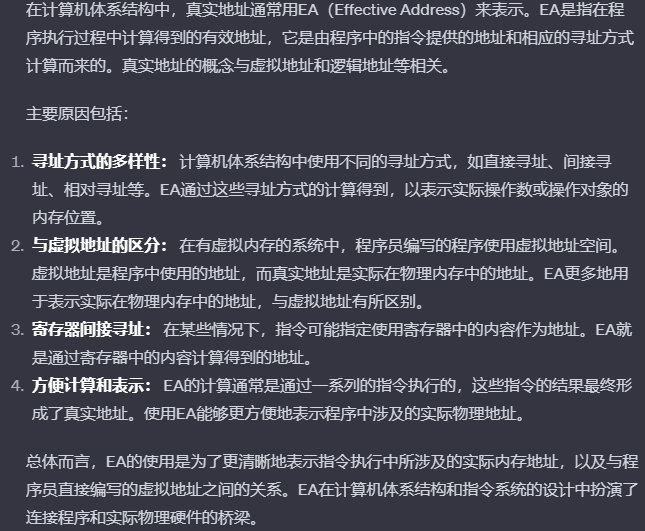 在计算机体系结构中，真实地址通常用EA（Effective Address）来表示。EA是指在程
序执行过程中计算得到的有效地址，它是由程序中的指令提供的地址和相应的寻址方式
计算而来的。真实地址的概念与虚拟地址和逻辑地址等相关。
主要原因包括：
1. 寻址方式的多样性： 计算机体系结构中使用不同的寻址方式，如直接寻址、间接寻
址、相对寻址等。EA通过这些寻址方式的计算得到，以表示实际操作数或操作对象的
内存位置。
2. 与虚拟地址的区分： 在有虚拟内存的系统中，程序员编写的程序使用虚拟地址空间。
虚拟地址是程序中使用的地址，而真实地址是实际在物理内存中的地址。EA更多地用
于表示实际在物理内存中的地址，与虚拟地址有所区别。
3. 寄存器间接寻址： 在某些情况下，指令可能指定使用寄存器中的内容作为地址。EA就
是通过寄存器中的内容计算得到的地址。
4. 方便计算和表示： EA的计算通常是通过一系列的指令执行的，这些指令的结果最终形
成了真实地址。使用EA能够更方便地表示程序中涉及的实际物理地址。
总体而言，EA的使用是为了更清晰地表示指令执行中所涉及的实际内存地址，以及与程
序员直接编写的虚拟地址之间的关系。EA在计算机体系结构和指令系统的设计中扮演了
连接程序和实际物理硬件的桥梁。